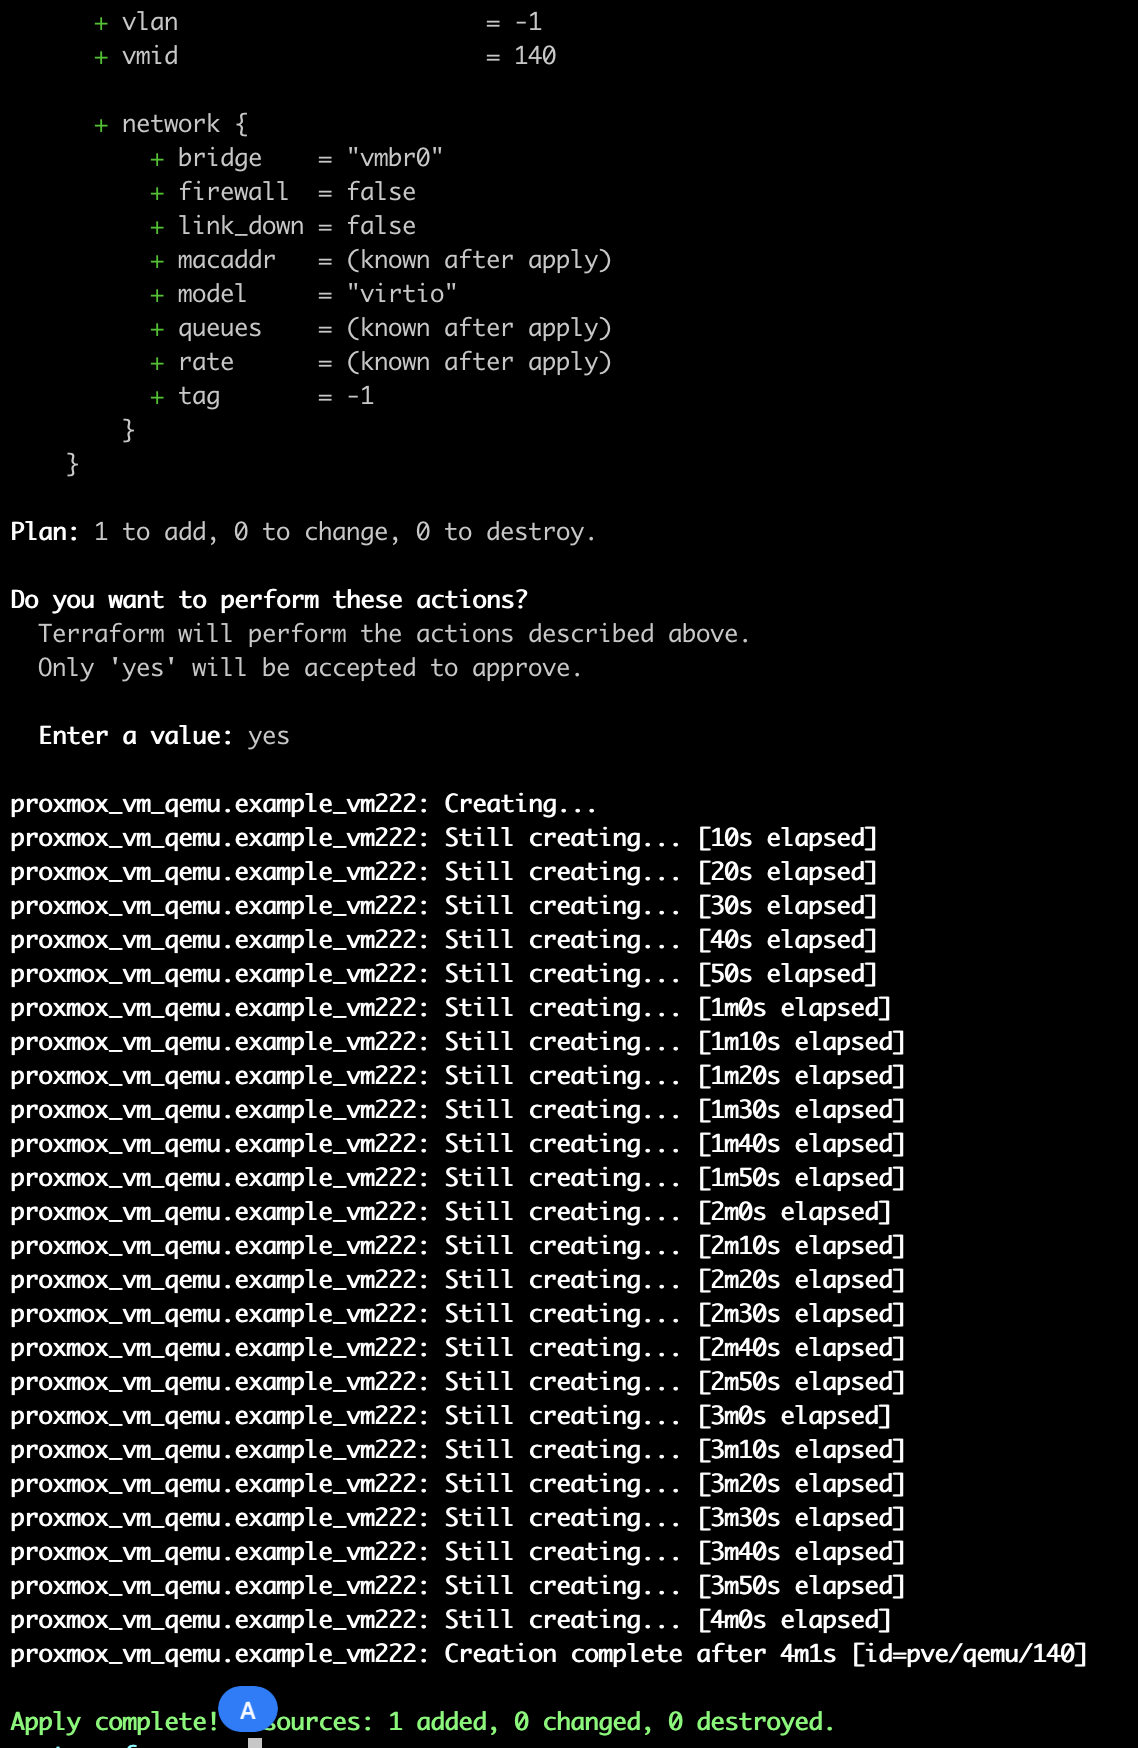 + vlan = -1
+ vmid = 140
+ network {
+ bridge = "vmbr0"
+ firewall = false
+ link_down = false
+ macaddr = (known after apply)
+ model = "virtio"
+ queues = (known after apply)
+ rate = (known after apply)
+ tag = -1
}
}
Plan: 1 to add, 0 to change, 0 to destroy.
Do you want to perform these actions?
Terraform will perform the actions described above.
Only 'yes' will be accepted to approve.
Enter a value: yes
proxmox_vm_qemu.example_vm222: Creating...
proxmox_vm_qemu.example_vm222: Still creating... [10s elapsed]
proxmox_vm_qemu.example_vm222: Still creating... [20s elapsed]
proxmox_vm_qemu.example_vm222: Still creating... [30s elapsed]
proxmox_vm_qemu.example_vm222: Still creating... [40s elapsed]
proxmox_vm_qemu.example_vm222: Still creating... [50s elapsed]
proxmox_vm_qemu.example_vm222: Still creating... [1m0s elapsed]
proxmox_vm_qemu.example_vm222: Still creating... [1m10s elapsed]
proxmox_vm_qemu.example_vm222: Still creating... [1m20s elapsed]
proxmox_vm_qemu.example_vm222: Still creating... [1m30s elapsed]
proxmox_vm_qemu.example_vm222: Still creating... [1m40s elapsed]
proxmox_vm_qemu.example_vm222: Still creating... [1m50s elapsed]
proxmox_vm_qemu.example_vm222: Still creating... [2m0s elapsed]
proxmox_vm_qemu.example_vm222: Still creating... [2m10s elapsed]
proxmox_vm_qemu.example_vm222: Still creating... [2m20s elapsed]
proxmox_vm_qemu.example_vm222: Still creating... [2m30s elapsed]
proxmox_vm_qemu.example_vm222: Still creating... [2m40s elapsed]
proxmox_vm_qemu.example_vm222: Still creating... [2m50s elapsed]
proxmox_vm_qemu.example_vm222: Still creating... [3m0s elapsed]
proxmox_vm_qemu.example_vm222: Still creating... [3m10s elapsed]
proxmox_vm_qemu.example_vm222: Still creating... [3m20s elapsed]
proxmox_vm_qemu.example_vm222: Still creating... [3m30s elapsed]
proxmox_vm_qemu.example_vm222: Still creating... [3m40s elapsed]
proxmox_vm_qemu.example_vm222: Still creating... [3m50s elapsed]
proxmox_vm_qemu.example_vm222: Still creating... [4m0s elapsed]
proxmox_vm_qemu.example_vm222: Creation complete after 4m1s [id=pve/qemu/140]
Apply complete! A sources: 1 added, 0 changed, 0 destroyed.